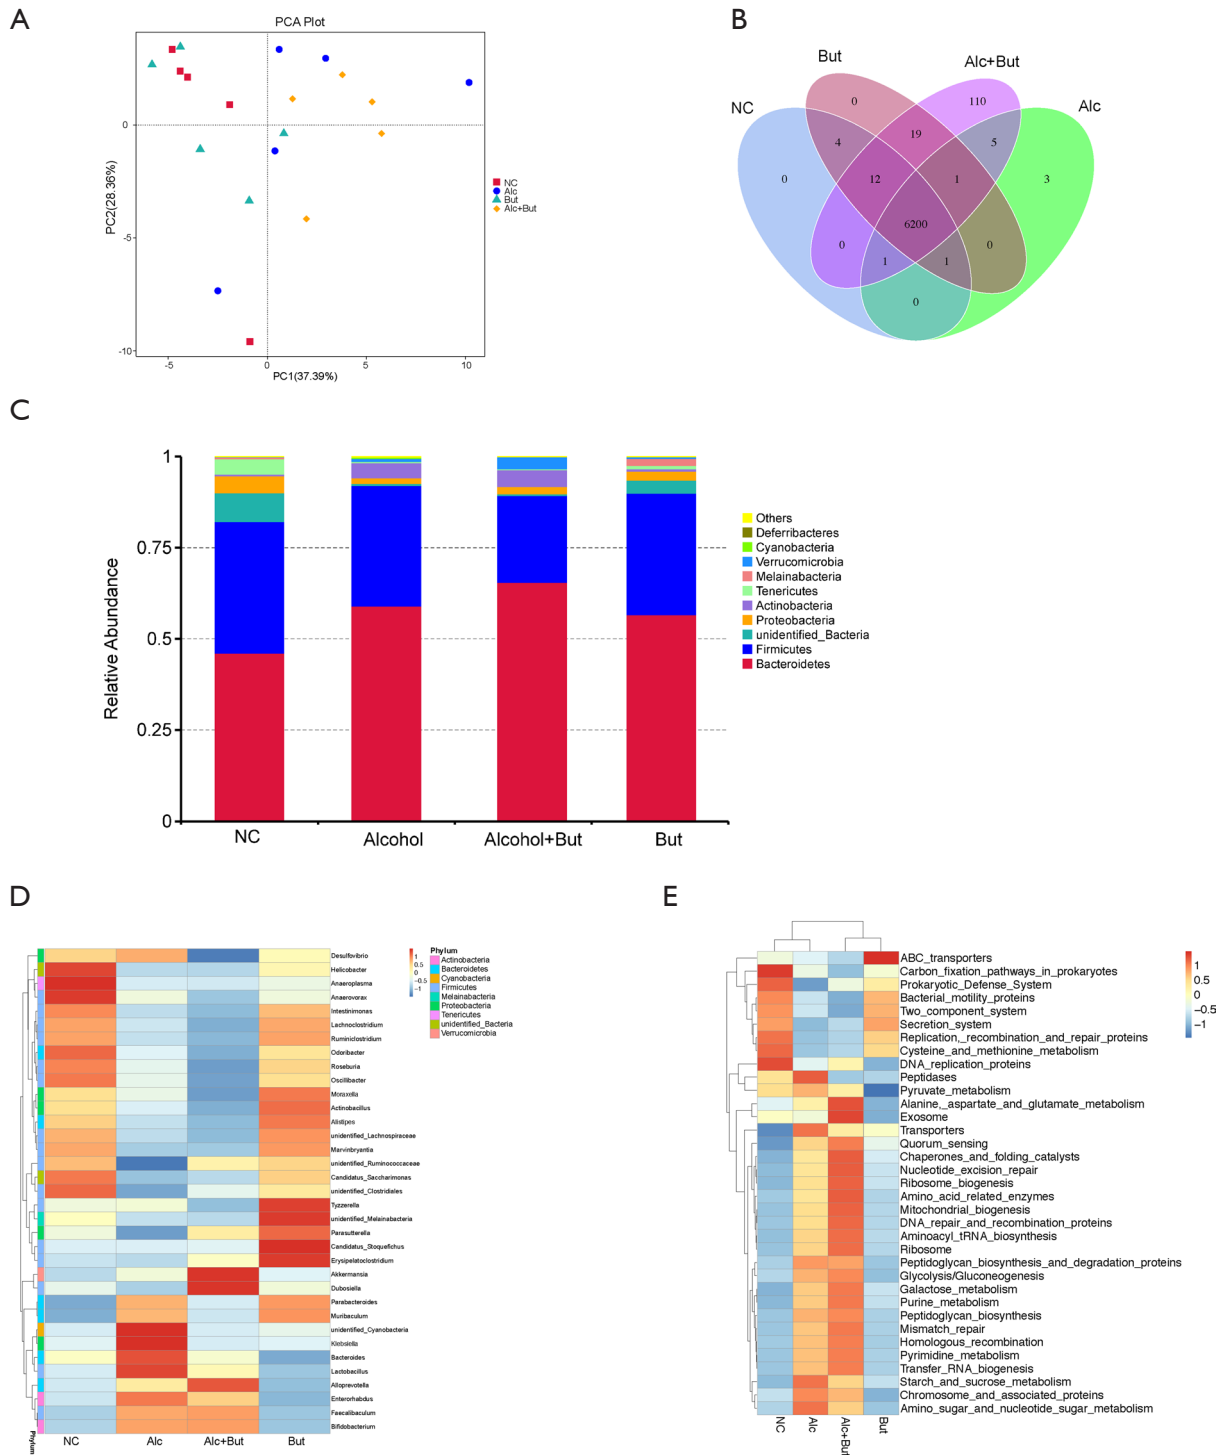 A
PCA Plot
PC2(28.36%)
0
-5
-10
-5
0
5
10
PC1(37.39%)
NC
Alc
But
Alc+But
B
NC
But
Alc+But
Alc
0
110
4
19
5
0
12
1
3
6200
0
0
1
1
0
C
Relative Abundance
1
0.75
0.5
0.25
0
NC
Alcohol
Alcohol+But
But
Others
Deferribacteres
Cyanobacteria
Verrucomicrobia
Melainabacteria
Tenericutes
Actinobacteria
Proteobacteria
unidentified_Bacteria
Firmicutes
Bacteroidetes
D
Desulfovibrio
Helicobacter
Anaeroplasma
Anaerovorax
Intestinimonas
Lachnoclostridium
Ruminiclostridium
Odoribacter
Roseburia
Oscillibacter
Moraxella
Actinobacillus
Alistipes
unidentified_Lachnospiraceae
Marvinbryantia
unidentified_Ruminococcaceae
Candidatus_Saccharimonas
unidentified_Clostridiales
Tyzzerella
unidentified_Melainabacteria
Parasutterella
Candidatus_Stoquefichus
Erysipelatoclostridium
Akkermansia
Dubosiella
Parabacteroides
Muribaculum
unidentified_Cyanobacteria
Klebsiella
Bacteroides
Lactobacillus
Alloprevotella
Enterorhabdus
Faecalibaculum
Bifidobacterium
Phylum
NC
Alc
Alc+But
But
1
0.5
0
-0.5
-1
Phylum
Actinobacteria
Bacteroidetes
Cyanobacteria
Firmicutes
Melainabacteria
Proteobacteria
Tenericutes
unidentified_Bacteria
Verrucomicrobia
E
ABC_transporters
Carbon_fixation_pathways_in_prokaryotes
Prokaryotic_Defense_System
Bacterial_motility_proteins
Two_component_system
Secretion_system
Replication,_recombination_and_repair_proteins
Cysteine_and_methionine_metabolism
DNA_replication_proteins
Peptidases
Pyruvate_metabolism
Alanine,_aspartate_and_glutamate_metabolism
Exosome
Transporters
Quorum_sensing
Chaperones_and_folding_catalysts
Nucleotide_excision_repair
Ribosome_biogenesis
Amino_acid_related_enzymes
Mitochondrial_biogenesis
DNA_repair_and_recombination_proteins
Aminoacyl_tRNA_biosynthesis
Ribosome
Peptidoglycan_biosynthesis_and_degradation_proteins
Glycolysis/Gluconeogenesis
Galactose_metabolism
Purine_metabolism
Peptidoglycan_biosynthesis
Mismatch_repair
Homologous_recombination
Pyrimidine_metabolism
Transfer_RNA_biogenesis
Starch_and_sucrose_metabolism
Chromosome_and_associated_proteins
Amino_sugar_and_nucleotide_sugar_metabolism
NC
Alc
Alc+But
But
1
0.5
0
-0.5
-1